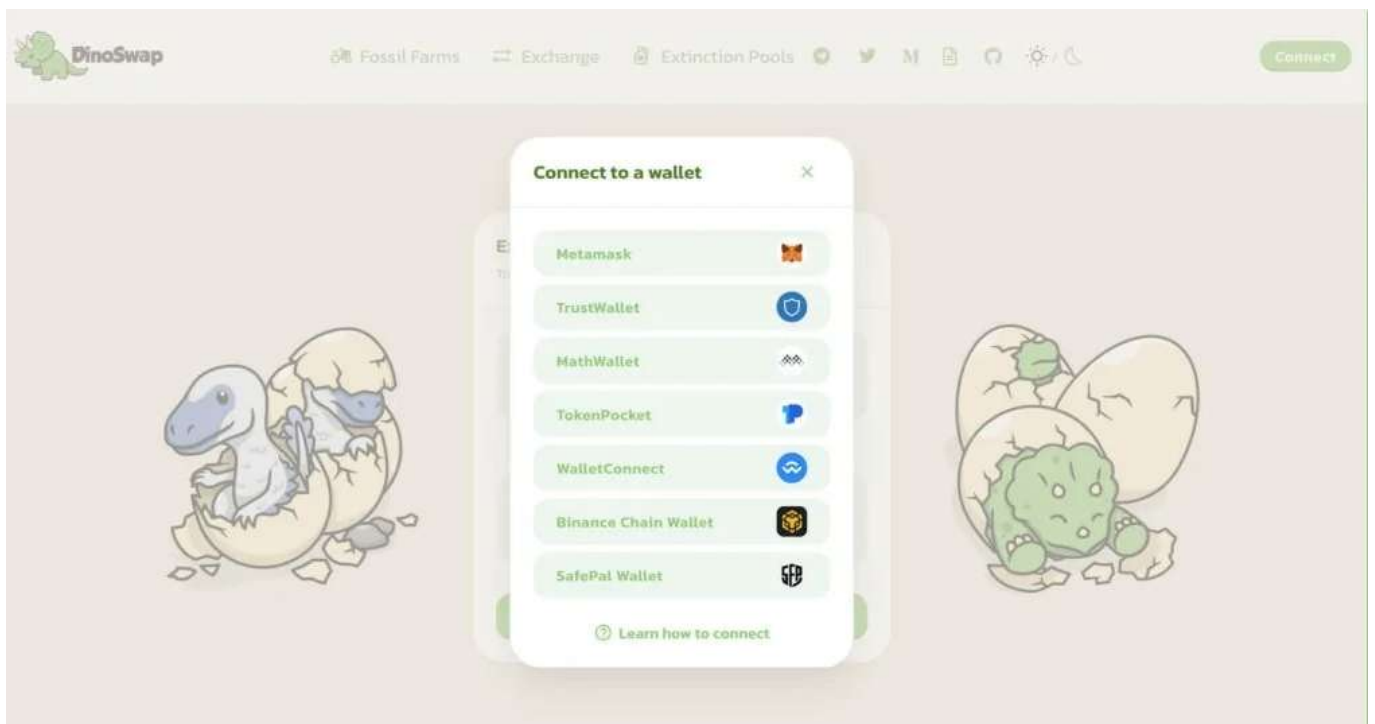 DinoSwap
Fossil Farms
Exchange
Extinction Pools
Connect
Connect to a wallet
Metamask
TrustWallet
MathWallet
TokenPocket
WalletConnect
Binance Chain Wallet
SafePal Wallet
Learn how to connect